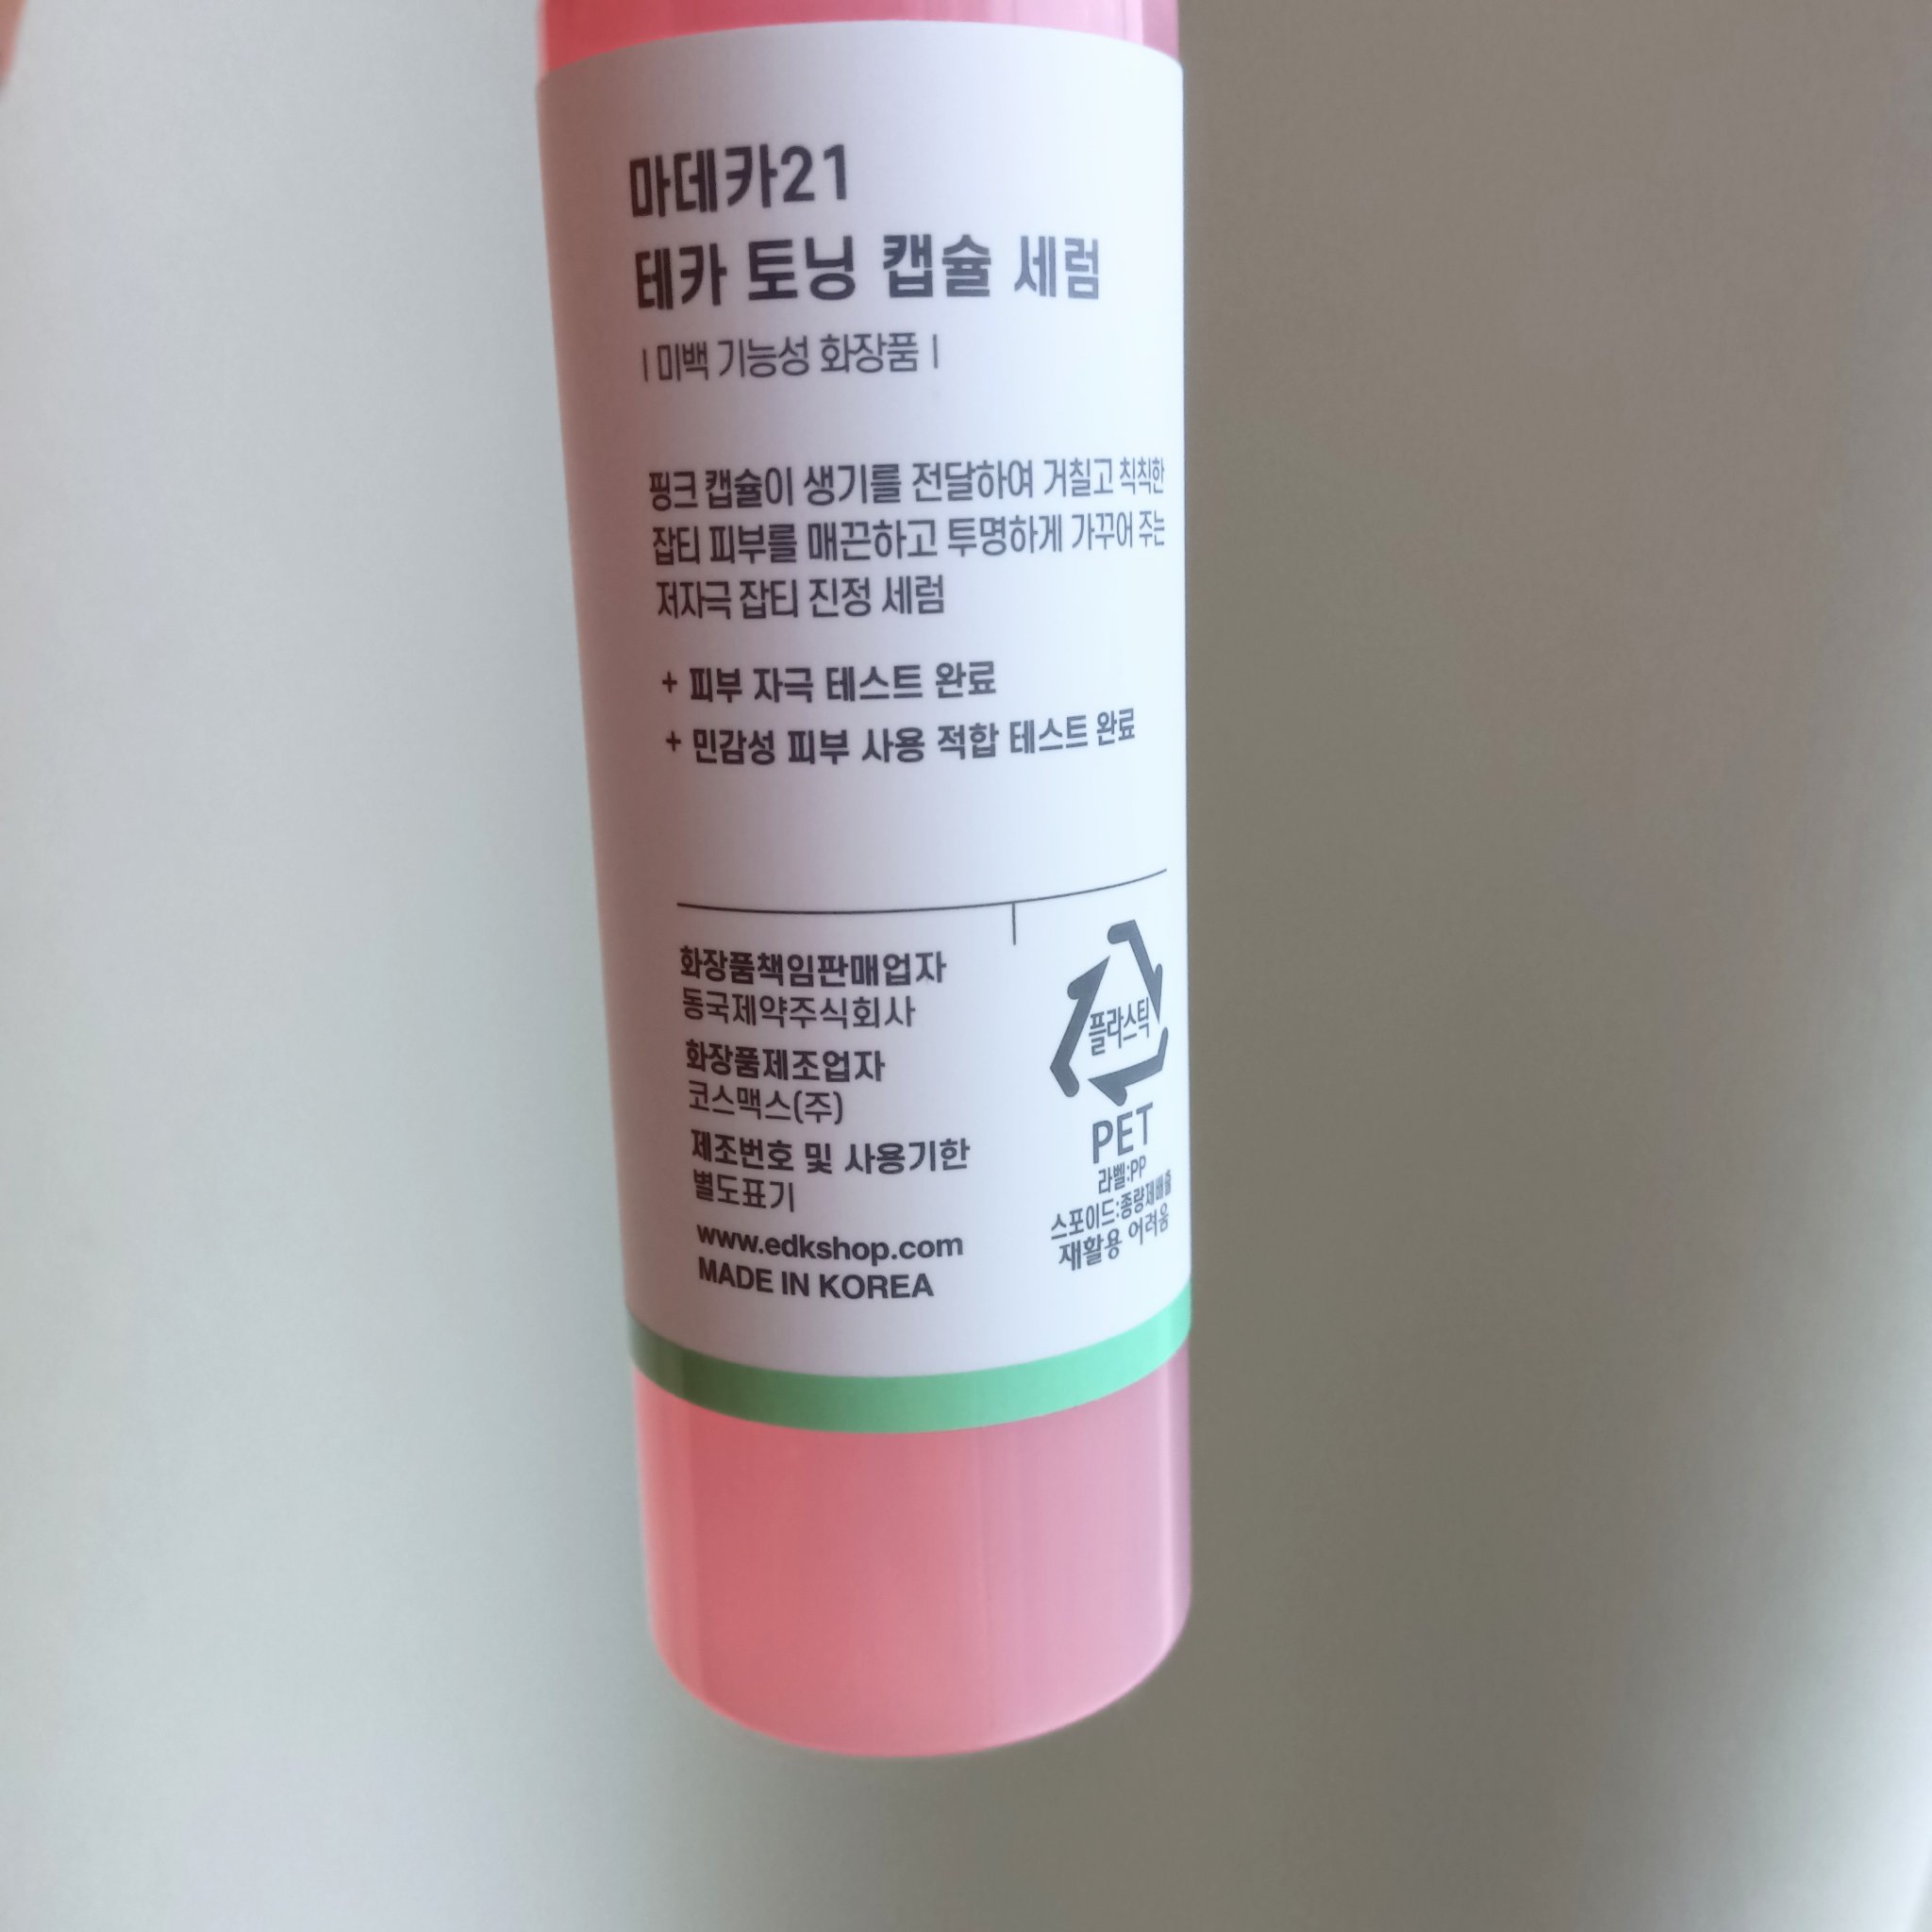 마데카21
테카 토닝 캡슐 세럼
| 미백 기능성 화장품 |
핑크 캡슐이 생기를 전달하여 거칠고 칙칙한
잡티 피부를 매끈하고 투명하게 가꾸어 주는
저자극 잡티 진정 세럼
+ 피부 자극 테스트 완료
+ 민감성 피부 사용 적합 테스트 완료
화장품책임판매업자
동국제약주식회사
화장품제조업자
코스맥스(주)
제조번호 및 사용기한
별도표기
www.edkshop.com
MADE IN KOREA
플라스틱
PET
라벨:PP
스포이드:종량제배출
재활용 어려움